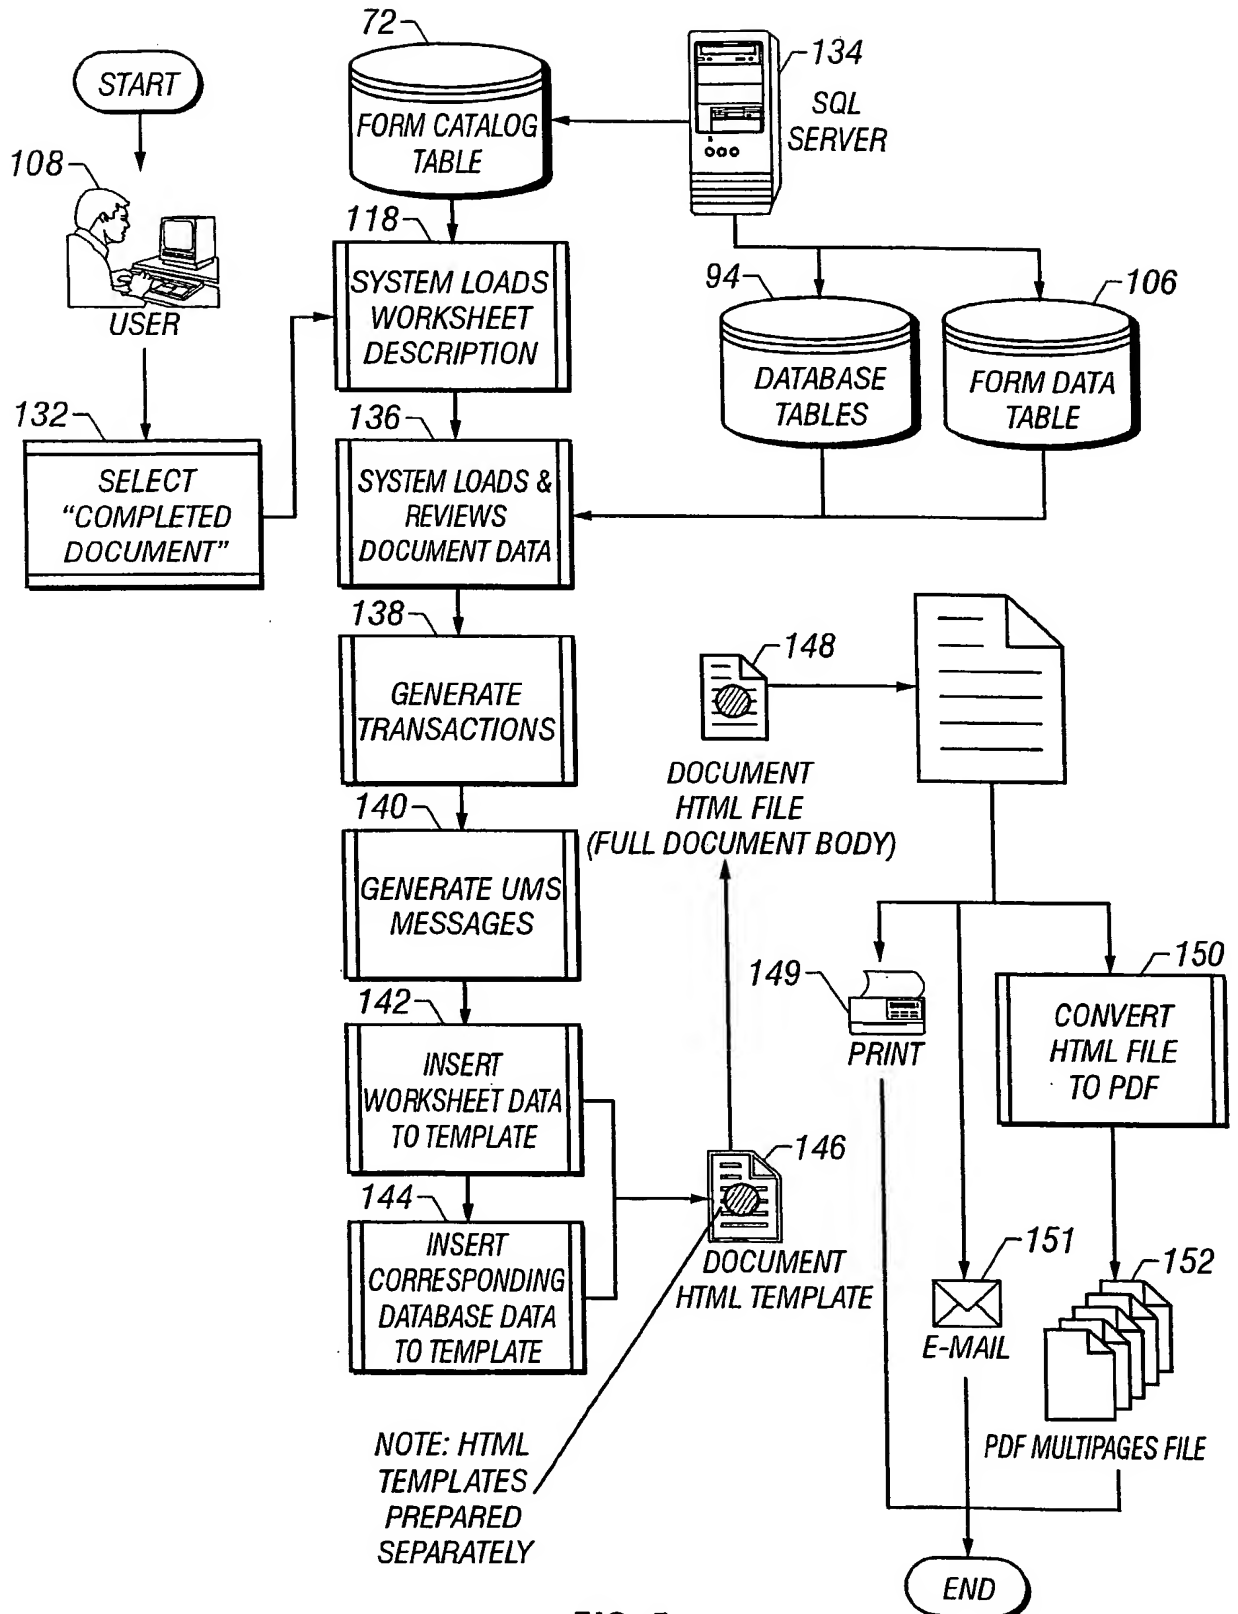 START
108
USER
132
SELECT
“COMPLETED
DOCUMENT”
72
FORM CATALOG
TABLE
134
SQL
SERVER
118
SYSTEM LOADS
WORKSHEET
DESCRIPTION
94
DATABASE
TABLES
106
FORM DATA
TABLE
136
SYSTEM LOADS &
REVIEWS
DOCUMENT DATA
138
GENERATE
TRANSACTIONS
140
GENERATE UMS
MESSAGES
142
INSERT
WORKSHEET DATA
TO TEMPLATE
144
INSERT
CORRESPONDING
DATABASE DATA
TO TEMPLATE
148
DOCUMENT
HTML FILE
(FULL DOCUMENT BODY)
146
DOCUMENT
HTML TEMPLATE
NOTE: HTML
TEMPLATES
PREPARED
SEPARATELY
149
PRINT
150
CONVERT
HTML FILE
TO PDF
151
E-MAIL
152
PDF MULTIPAGES FILE
END